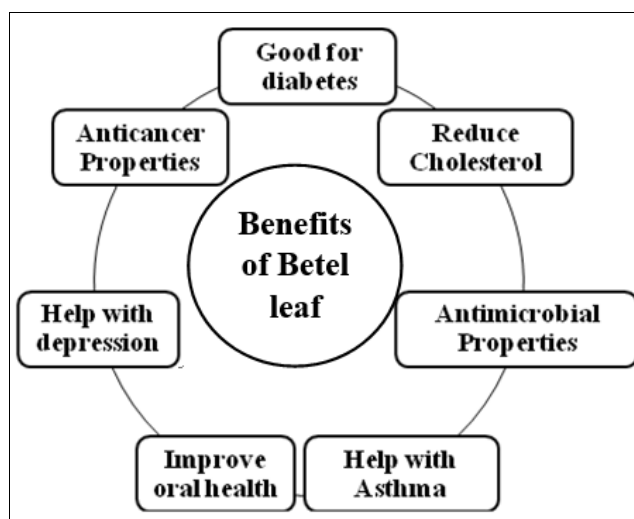 Good for
diabetes
Anticancer
Properties
Reduce
Cholesterol
Benefits
of Betel
leaf
Help with
depression
Antimicrobial
Properties
Improve
oral health
Help with
Asthma